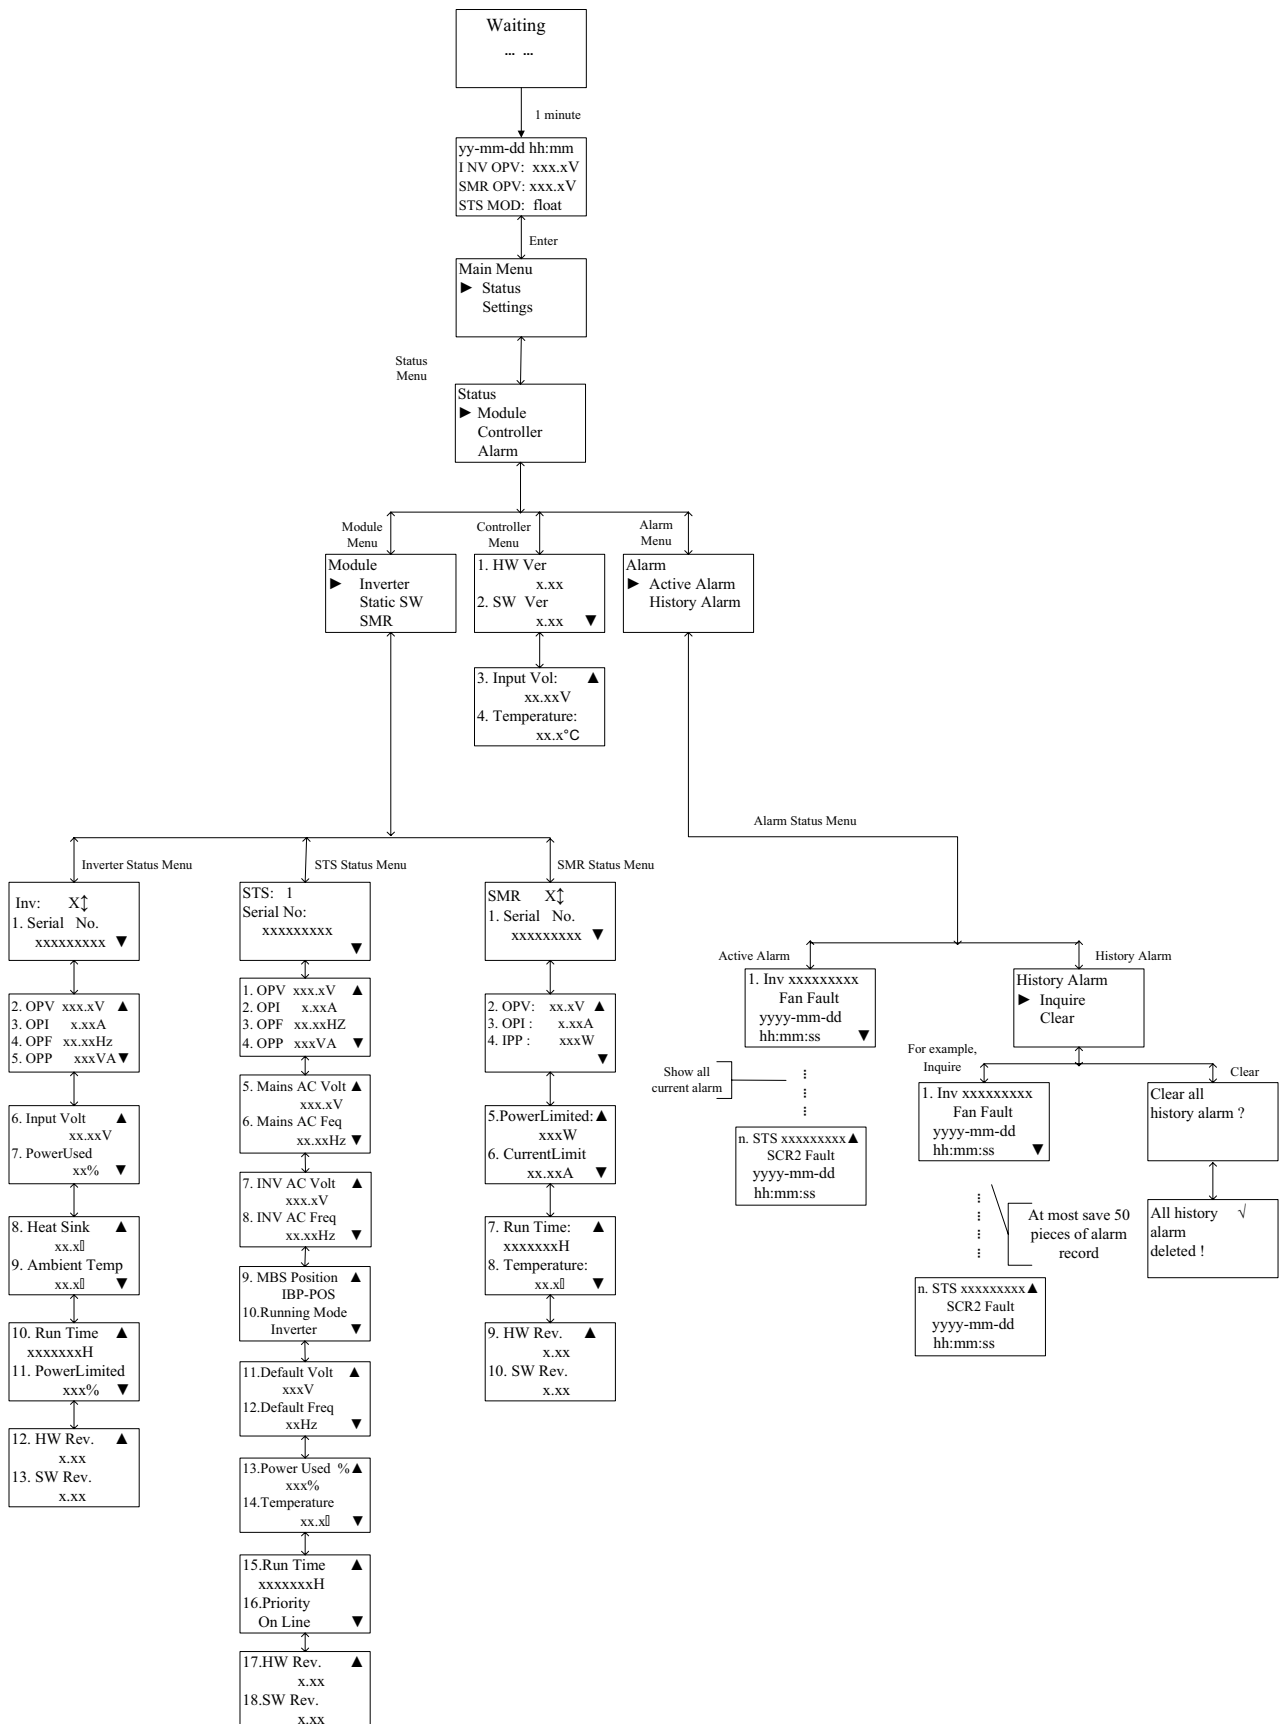 Waiting
... ...
1 minute
yy-mm-dd hh:mm
I NV OPV: xxx.xV
SMR OPV: xxx.xV
STS MOD: float
Enter
Main Menu
► Status
Settings
Status
Menu
Status
► Module
Controller
Alarm
Module
Menu
Module
► Inverter
Static SW
SMR
Controller
Menu
1. HW Ver
x.xx
2. SW Ver
x.xx ▼
3. Input Vol: ▲
xx.xxV
4. Temperature:
xx.x°C
Alarm
Menu
Alarm
► Active Alarm
History Alarm
Inverter Status Menu
Inv: X↕
1. Serial No.
xxxxxxxxx ▼
2. OPV xxx.xV ▲
3. OPI x.xxA
4. OPF xx.xxHz
5. OPP xxxVA▼
6. Input Volt ▲
xx.xxV
7. PowerUsed
xx% ▼
8. Heat Sink ▲
xx.x▯
9. Ambient Temp
xx.x▯ ▼
10. Run Time ▲
xxxxxxxH
11. PowerLimited
xxx% ▼
12. HW Rev. ▲
x.xx
13. SW Rev.
x.xx
STS Status Menu
STS: 1
Serial No:
xxxxxxxxx
▼
1. OPV xxx.xV ▲
2. OPI x.xxA
3. OPF xx.xxHZ
4. OPP xxxVA ▼
5. Mains AC Volt ▲
xxx.xV
6. Mains AC Feq
xx.xxHz ▼
7. INV AC Volt ▲
xxx.xV
8. INV AC Freq
xx.xxHz ▼
9. MBS Position ▲
IBP-POS
10.Running Mode
Inverter ▼
11.Default Volt ▲
xxxV
12.Default Freq
xxHz ▼
13.Power Used %▲
xxx%
14.Temperature
xx.x▯ ▼
15.Run Time ▲
xxxxxxxH
16.Priority
On Line ▼
17.HW Rev. ▲
x.xx
18.SW Rev.
x.xx
SMR Status Menu
SMR X↕
1. Serial No.
xxxxxxxxx ▼
2. OPV: xx.xV ▲
3. OPI : x.xxA
4. IPP : xxxW
▼
5.PowerLimited:▲
xxxW
6. CurrentLimit
xx.xxA ▼
7. Run Time: ▲
xxxxxxxH
8. Temperature:
xx.x▯ ▼
9. HW Rev. ▲
x.xx
10. SW Rev.
x.xx
Alarm Status Menu
Active Alarm
1. Inv xxxxxxxxx
Fan Fault
yyyy-mm-dd
hh:mm:ss ▼
Show all
current alarm
n. STS xxxxxxxxx▲
SCR2 Fault
yyyy-mm-dd
hh:mm:ss
History Alarm
History Alarm
► Inquire
Clear
For example,
Inquire
1. Inv xxxxxxxxx
Fan Fault
yyyy-mm-dd
hh:mm:ss ▼
At most save 50
pieces of alarm
record
n. STS xxxxxxxxx▲
SCR2 Fault
yyyy-mm-dd
hh:mm:ss
Clear
Clear all
history alarm ?
All history √
alarm
deleted !